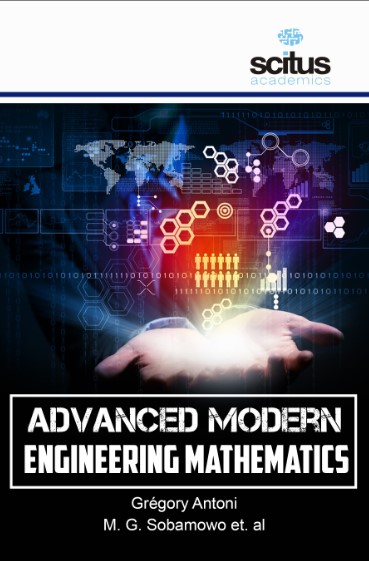 scitus
academics
ADVANCED MODERN
ENGINEERING MATHEMATICS
Grégory Antoni
M. G. Sobamowo et. al